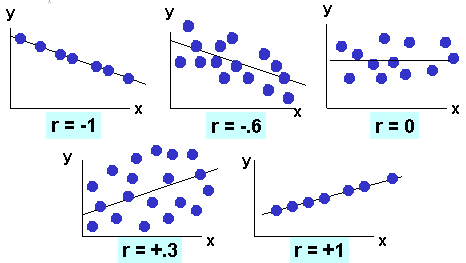 y
x
r = -1
y
x
r = -.6
y
x
r = 0
y
x
r = +.3
y
x
r = +1